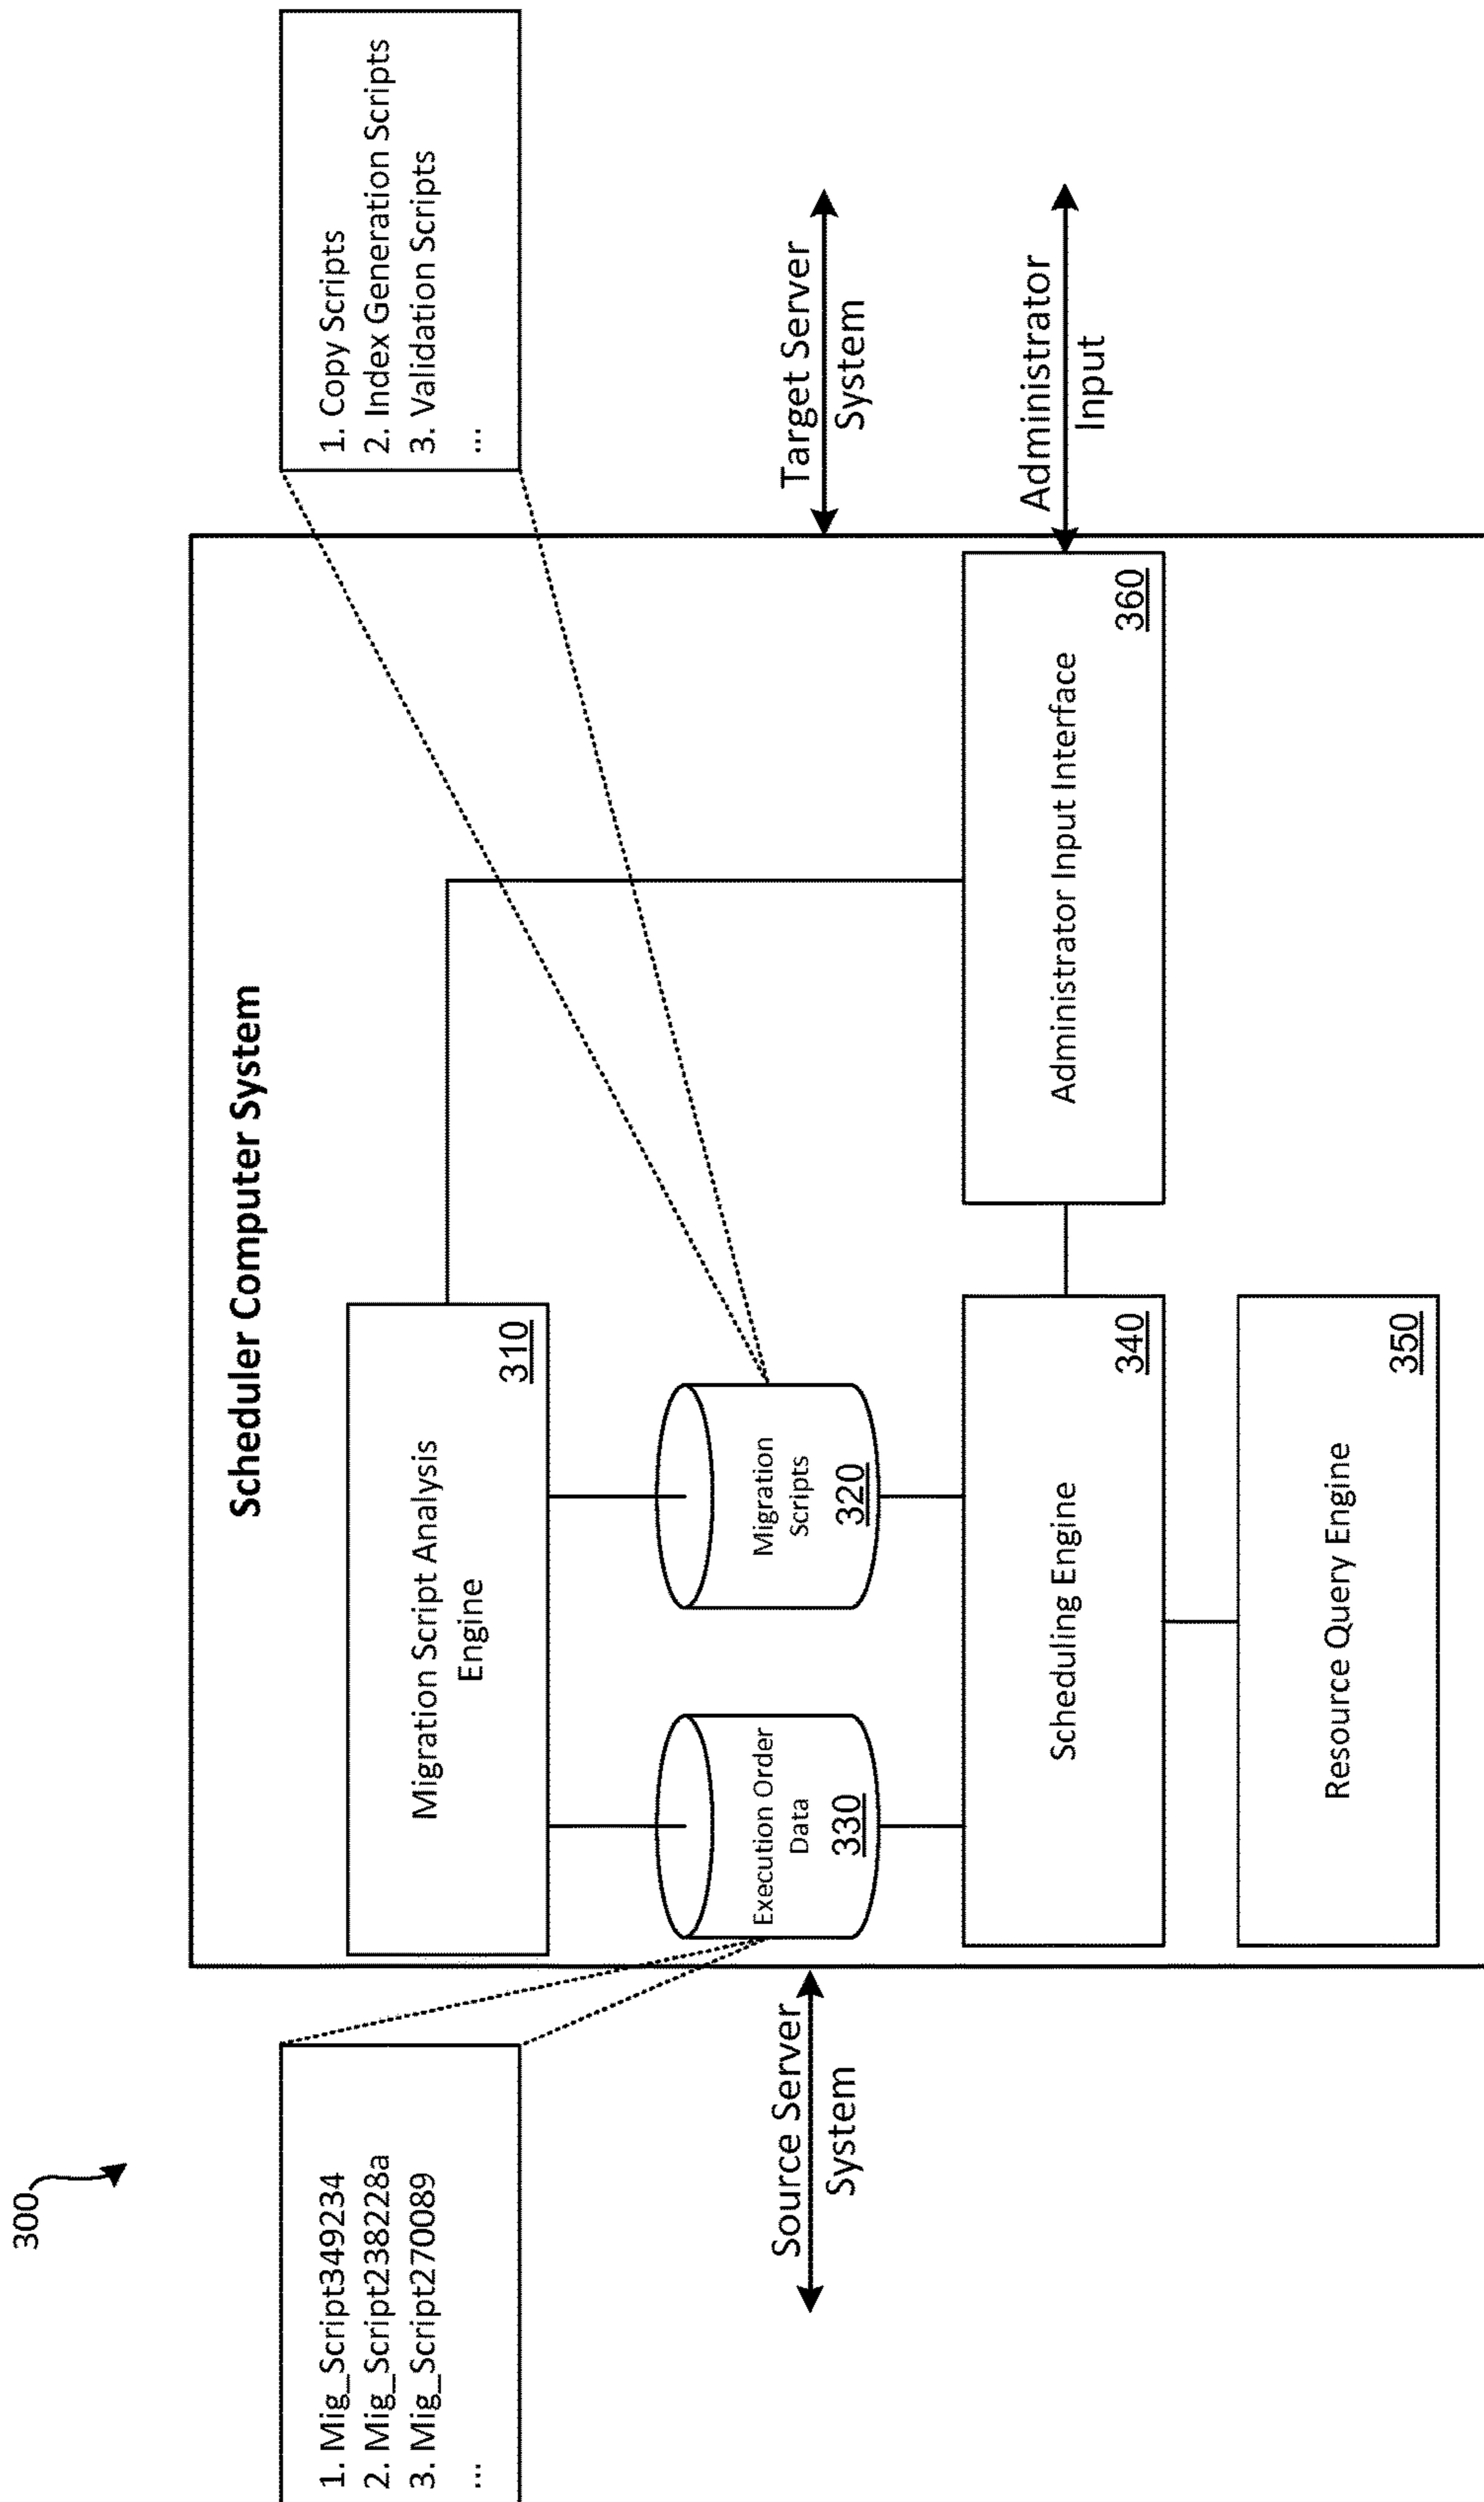 300
Scheduler Computer System
1. Mig_Script349234
2. Mig_Script238228a
3. Mig_Script270089
...
Migration Script Analysis
Engine
310
1. Copy Scripts
2. Index Generation Scripts
3. Validation Scripts
...
Execution Order
Data
330
Migration
Scripts
320
Source Server
System
Target Server
System
Scheduling Engine
340
Administrator Input Interface
360
Administrator
Input
Resource Query Engine
350